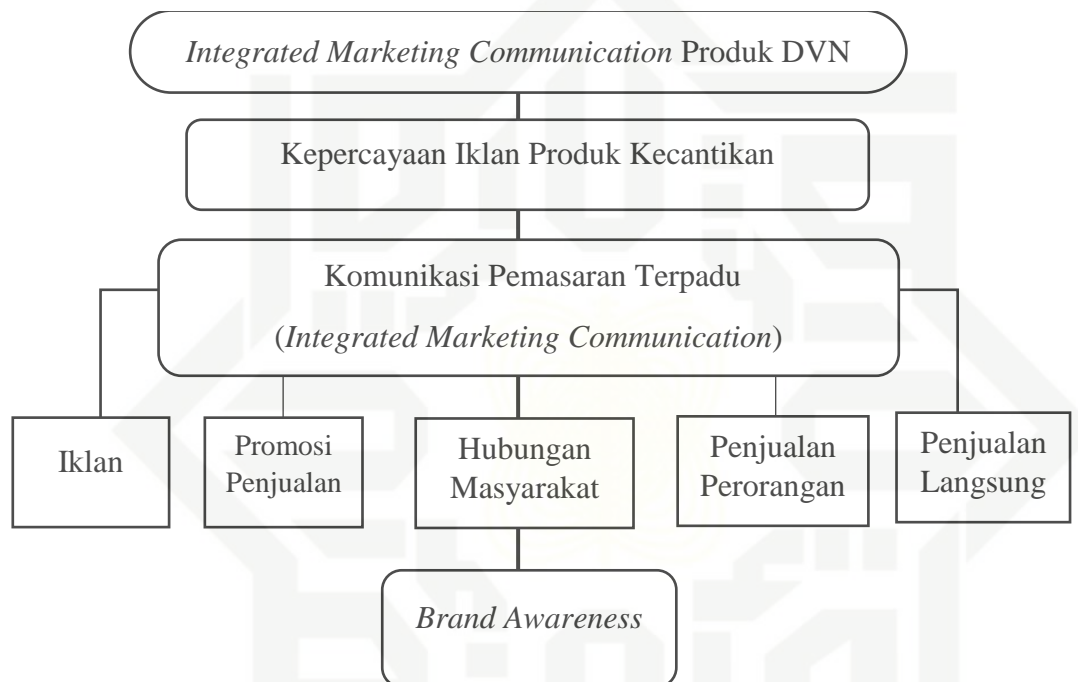 Integrated Marketing Communication Produk DVN
Kepercayaan Iklan Produk Kecantikan
Komunikasi Pemasaran Terpadu
(Integrated Marketing Communication)
Iklan
Promosi
Penjualan
Hubungan
Masyarakat
Penjualan
Perorangan
Penjualan
Langsung
Brand Awareness